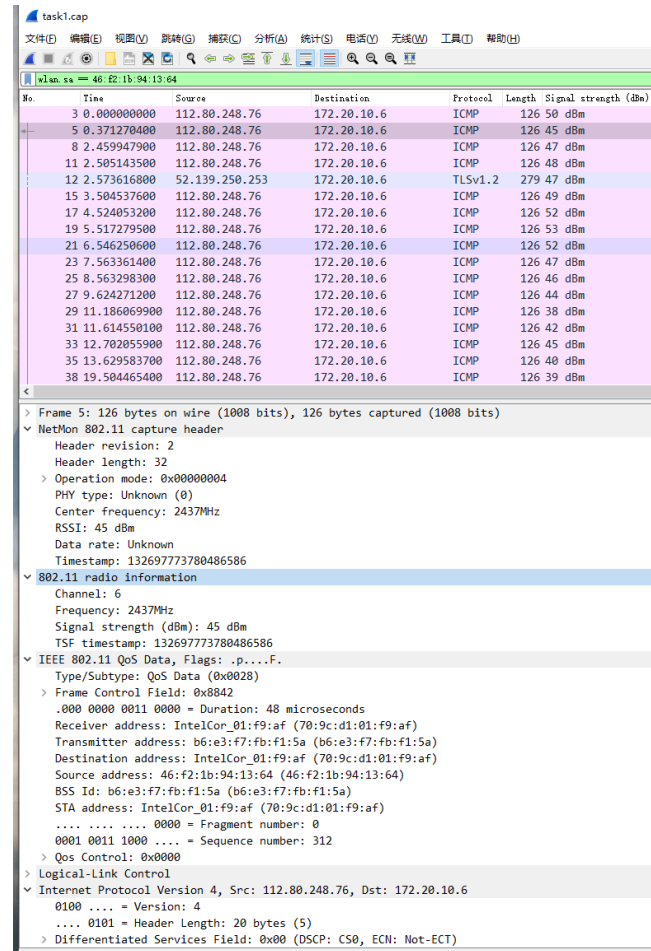 task1.cap
文件(F) 编辑(E) 视图(V) 跳转(G) 捕获(C) 分析(A) 统计(S) 电话(Y) 无线(W) 工具(T) 帮助(H)
wlan.sa == 46:f2:1b:94:13:64
No. Time Source Destination Protocol Length Signal strength (dBm)
3 0.000000000 112.80.248.76 172.20.10.6 ICMP 126 50 dBm
5 0.371270400 112.80.248.76 172.20.10.6 ICMP 126 45 dBm
8 2.459947900 112.80.248.76 172.20.10.6 ICMP 126 47 dBm
11 2.505143500 112.80.248.76 172.20.10.6 ICMP 126 48 dBm
12 2.573616800 52.139.250.253 172.20.10.6 TLSv1.2 279 47 dBm
15 3.504537600 112.80.248.76 172.20.10.6 ICMP 126 49 dBm
17 4.524053200 112.80.248.76 172.20.10.6 ICMP 126 52 dBm
19 5.517279500 112.80.248.76 172.20.10.6 ICMP 126 53 dBm
21 6.546250600 112.80.248.76 172.20.10.6 ICMP 126 52 dBm
23 7.563361400 112.80.248.76 172.20.10.6 ICMP 126 47 dBm
25 8.563298300 112.80.248.76 172.20.10.6 ICMP 126 46 dBm
27 9.624271200 112.80.248.76 172.20.10.6 ICMP 126 44 dBm
29 11.186069900 112.80.248.76 172.20.10.6 ICMP 126 38 dBm
31 11.614550100 112.80.248.76 172.20.10.6 ICMP 126 42 dBm
33 12.702055900 112.80.248.76 172.20.10.6 ICMP 126 45 dBm
35 13.629583700 112.80.248.76 172.20.10.6 ICMP 126 40 dBm
38 19.504465400 112.80.248.76 172.20.10.6 ICMP 126 39 dBm
Frame 5: 126 bytes on wire (1008 bits), 126 bytes captured (1008 bits)
NetMon 802.11 capture header
Header revision: 2
Header length: 32
Operation mode: 0x00000004
PHY type: Unknown (0)
Center frequency: 2437MHz
RSSI: 45 dBm
Data rate: Unknown
Timestamp: 132697773780486586
802.11 radio information
Channel: 6
Frequency: 2437MHz
Signal strength (dBm): 45 dBm
TSF timestamp: 132697773780486586
IEEE 802.11 QoS Data, Flags: .p....F.
Type/Subtype: QoS Data (0x0028)
Frame Control Field: 0x8842
.000 0000 0011 0000 = Duration: 48 microseconds
Receiver address: IntelCor_01:f9:af (70:9c:d1:01:f9:af)
Transmitter address: b6:e3:f7:fb:f1:5a (b6:e3:f7:fb:f1:5a)
Destination address: IntelCor_01:f9:af (70:9c:d1:01:f9:af)
Source address: 46:f2:1b:94:13:64 (46:f2:1b:94:13:64)
BSS Id: b6:e3:f7:fb:f1:5a (b6:e3:f7:fb:f1:5a)
STA address: IntelCor_01:f9:af (70:9c:d1:01:f9:af)
.... .... .... 0000 = Fragment number: 0
0001 0011 1000 .... = Sequence number: 312
Qos Control: 0x0000
Logical-Link Control
Internet Protocol Version 4, Src: 112.80.248.76, Dst: 172.20.10.6
0100 .... = Version: 4
.... 0101 = Header Length: 20 bytes (5)
Differentiated Services Field: 0x00 (DSCP: CS0, ECN: Not-ECT)